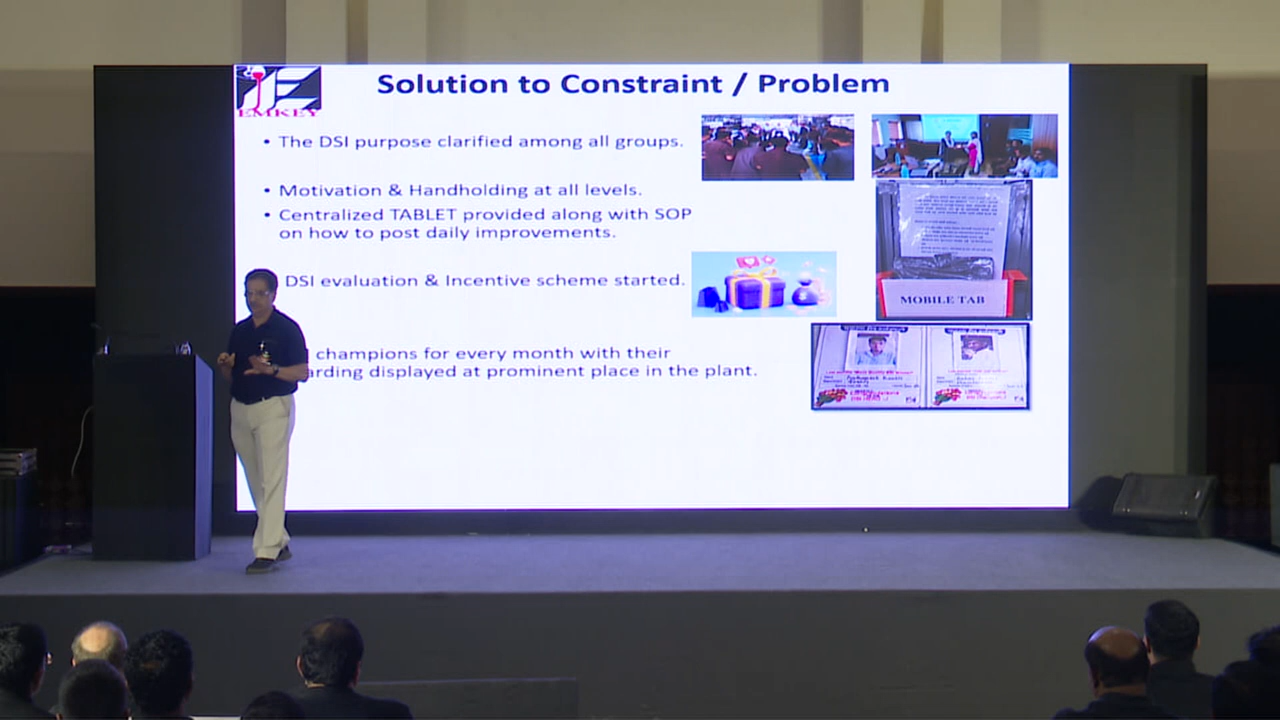 Solution to Constraint / Problem
EMKEY
• The DSI purpose clarified among all groups.
• Motivation & Handholding at all levels.
• Centralized TABLET provided along with SOP
on how to post daily improvements.
DSI evaluation & Incentive scheme started.
MOBILE TAB
champions for every month with their
arding displayed at prominent place in the plant.